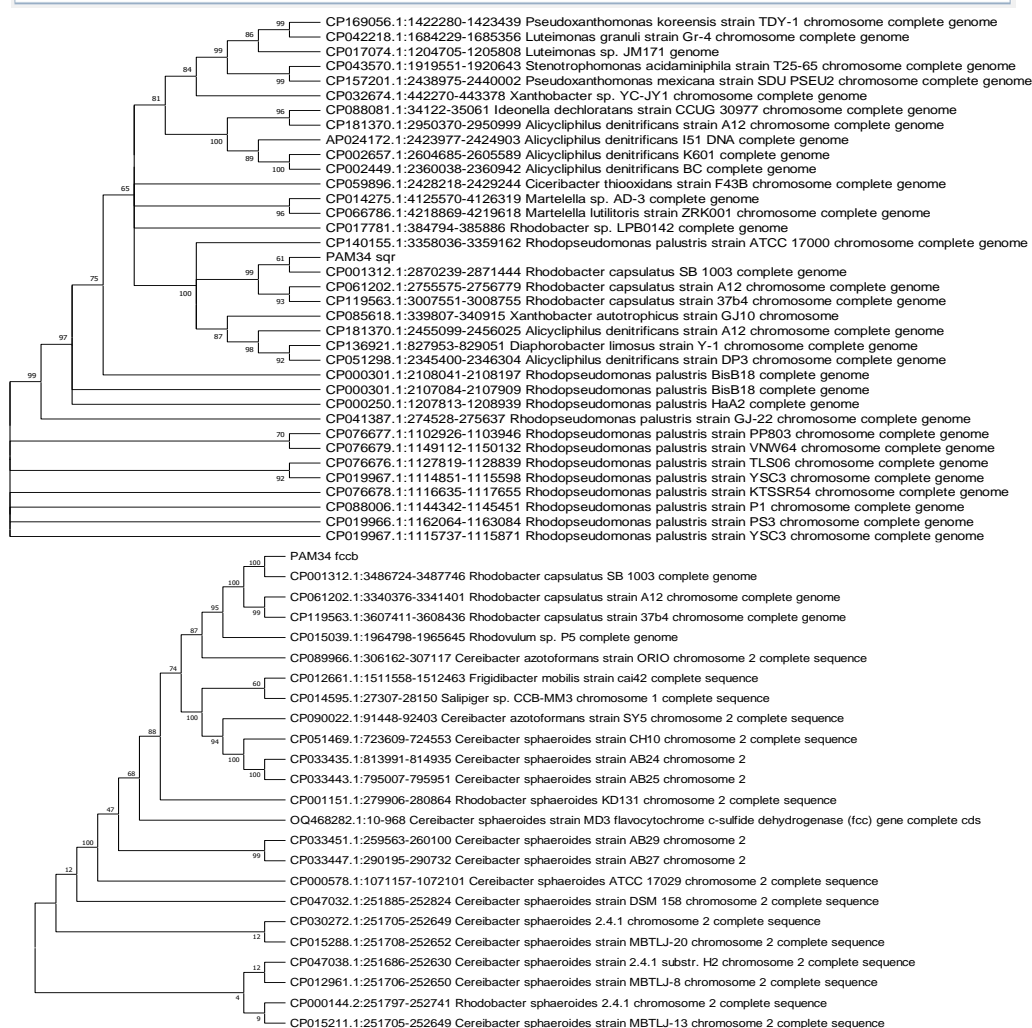 CP169056.1:1422280-1423439 Pseudoxanthomonas koreensis strain TDY-1 chromosome complete genome
CP042218.1:1684229-1685356 Luteimonas granuli strain Gr-4 chromosome complete genome
CP017074.1:1204705-1205808 Luteimonas sp. JM171 genome
CP043570.1:1919551-1920643 Stenotrophomonas acidaminiphila strain T25-65 chromosome complete genome
CP157201.1:2438975-2440002 Pseudoxanthomonas mexicana strain SDU PSEU2 chromosome complete genome
CP032674.1:442270-443378 Xanthobacter sp. YC-JY1 chromosome complete genome
CP088081.1:34122-35061 Ideonella dechloratans strain CCUG 30977 chromosome complete genome
CP181370.1:2950370-2950999 Alicycliphilus denitrificans strain A12 chromosome complete genome
AP024172.1:2423977-2424903 Alicycliphilus denitrificans I51 DNA complete genome
CP002657.1:2604685-2605589 Alicycliphilus denitrificans K601 complete genome
CP002449.1:2360038-2360942 Alicycliphilus denitrificans BC complete genome
CP059896.1:2428218-2429244 Ciceribacter thiooxidans strain F43B chromosome complete genome
CP014275.1:4125570-4126319 Martelella sp. AD-3 complete genome
CP066786.1:4218869-4219618 Martelella lutilitoris strain ZRK001 chromosome complete genome
CP017781.1:384794-385886 Rhodobacter sp. LPB0142 complete genome
CP140155.1:3358036-3359162 Rhodopseudomonas palustris strain ATCC 17000 chromosome complete genome
PAM34 sqr
CP001312.1:2870239-2871444 Rhodobacter capsulatus SB 1003 complete genome
CP061202.1:2755575-2756779 Rhodobacter capsulatus strain A12 chromosome complete genome
CP119563.1:3007551-3008755 Rhodobacter capsulatus strain 37b4 chromosome complete genome
CP085618.1:339807-340915 Xanthobacter autotrophicus strain GJ10 chromosome
CP181370.1:2455099-2456025 Alicycliphilus denitrificans strain A12 chromosome complete genome
CP136921.1:827953-829051 Diaphorobacter limosus strain Y-1 chromosome complete genome
CP051298.1:2345400-2346304 Alicycliphilus denitrificans strain DP3 chromosome complete genome
CP000301.1:2108041-2108197 Rhodopseudomonas palustris BisB18 complete genome
CP000301.1:2107084-2107909 Rhodopseudomonas palustris BisB18 complete genome
CP000250.1:1207813-1208939 Rhodopseudomonas palustris HaA2 complete genome
CP041387.1:274528-275637 Rhodopseudomonas palustris strain GJ-22 chromosome complete genome
CP076677.1:1102926-1103946 Rhodopseudomonas palustris strain PP803 chromosome complete genome
CP076679.1:1149112-1150132 Rhodopseudomonas palustris strain VNW64 chromosome complete genome
CP076676.1:1127819-1128839 Rhodopseudomonas palustris strain TLS06 chromosome complete genome
CP019967.1:1114851-1115598 Rhodopseudomonas palustris strain YSC3 chromosome complete genome
CP076678.1:1116635-1117655 Rhodopseudomonas palustris strain KTSSR54 chromosome complete genome
CP088006.1:1144342-1145451 Rhodopseudomonas palustris strain P1 chromosome complete genome
CP019966.1:1162064-1163084 Rhodopseudomonas palustris strain PS3 chromosome complete genome
CP019967.1:1115737-1115871 Rhodopseudomonas palustris strain YSC3 chromosome complete genome
99
86
99
84
99
81
96
100
89
100
65
96
61
99
93
75
100
87
98
92
97
99
70
92
PAM34 fccb
CP001312.1:3486724-3487746 Rhodobacter capsulatus SB 1003 complete genome
CP061202.1:3340376-3341401 Rhodobacter capsulatus strain A12 chromosome complete genome
CP119563.1:3607411-3608436 Rhodobacter capsulatus strain 37b4 chromosome complete genome
CP015039.1:1964798-1965645 Rhodovulum sp. P5 complete genome
CP089966.1:306162-307117 Cereibacter azotoformans strain ORIO chromosome 2 complete sequence
CP012661.1:1511558-1512463 Frigidibacter mobilis strain cai42 complete sequence
CP014595.1:27307-28150 Salipiger sp. CCB-MM3 chromosome 1 complete sequence
CP090022.1:91448-92403 Cereibacter azotoformans strain SY5 chromosome 2 complete sequence
CP051469.1:723609-724553 Cereibacter sphaeroides strain CH10 chromosome 2 complete sequence
CP033435.1:813991-814935 Cereibacter sphaeroides strain AB24 chromosome 2
CP033443.1:795007-795951 Cereibacter sphaeroides strain AB25 chromosome 2
CP001151.1:279906-280864 Rhodobacter sphaeroides KD131 chromosome 2 complete sequence
OQ468282.1:10-968 Cereibacter sphaeroides strain MD3 flavocytochrome c-sulfide dehydrogenase (fcc) gene complete cds
CP033451.1:259563-260100 Cereibacter sphaeroides strain AB29 chromosome 2
CP033447.1:290195-290732 Cereibacter sphaeroides strain AB27 chromosome 2
CP000578.1:1071157-1072101 Cereibacter sphaeroides ATCC 17029 chromosome 2 complete sequence
CP047032.1:251885-252824 Cereibacter sphaeroides strain DSM 158 chromosome 2 complete sequence
CP030272.1:251705-252649 Cereibacter sphaeroides 2.4.1 chromosome 2 complete sequence
CP015288.1:251708-252652 Cereibacter sphaeroides strain MBTLJ-20 chromosome 2 complete sequence
CP047038.1:251686-252630 Cereibacter sphaeroides strain 2.4.1 substr. H2 chromosome 2 complete sequence
CP012961.1:251706-252650 Cereibacter sphaeroides strain MBTLJ-8 chromosome 2 complete sequence
CP000144.2:251797-252741 Rhodobacter sphaeroides 2.4.1 chromosome 2 complete sequence
CP015211.1:251705-252649 Cereibacter sphaeroides strain MBTLJ-13 chromosome 2 complete sequence
100
100
99
95
87
74
60
100
94
100
100
88
68
47
99
100
12
12
12
4
9